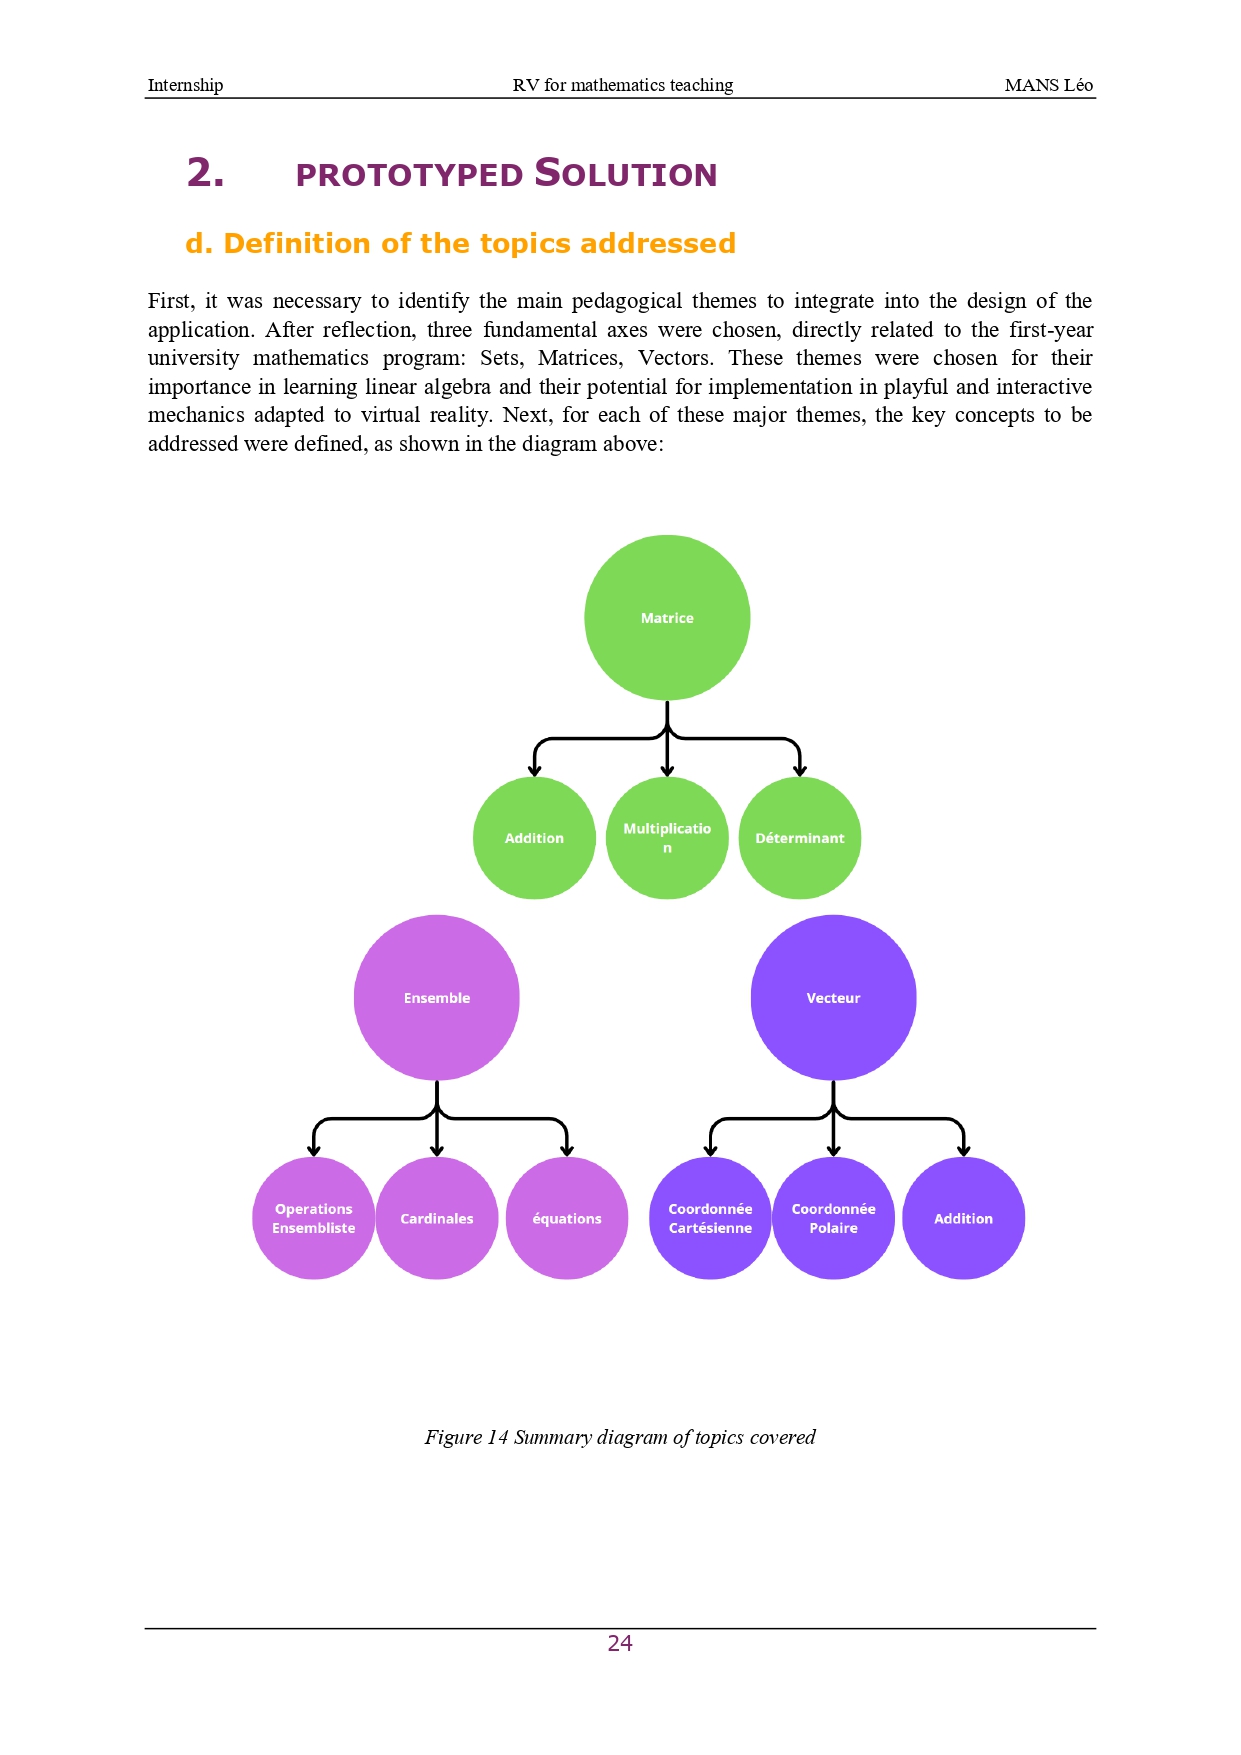 Internship RV for mathematics teaching MANS Léo
2. PROTOTYPED SOLUTION
d. Definition of the topics addressed
First, it was necessary to identify the main pedagogical themes to integrate into the design of the
application. After reflection, three fundamental axes were chosen, directly related to the first-year
university mathematics program: Sets, Matrices, Vectors. These themes were chosen for their
importance in learning linear algebra and their potential for implementation in playful and interactive
mechanics adapted to virtual reality. Next, for each of these major themes, the key concepts to be
addressed were defined, as shown in the diagram above:
Matrice
Addition
Multiplicatio
n
Déterminant
Ensemble
Vecteur
Operations
Ensembliste
Cardinales
équations
Coordonnée
Cartésienne
Coordonnée
Polaire
Addition
Figure 14 Summary diagram of topics covered
24